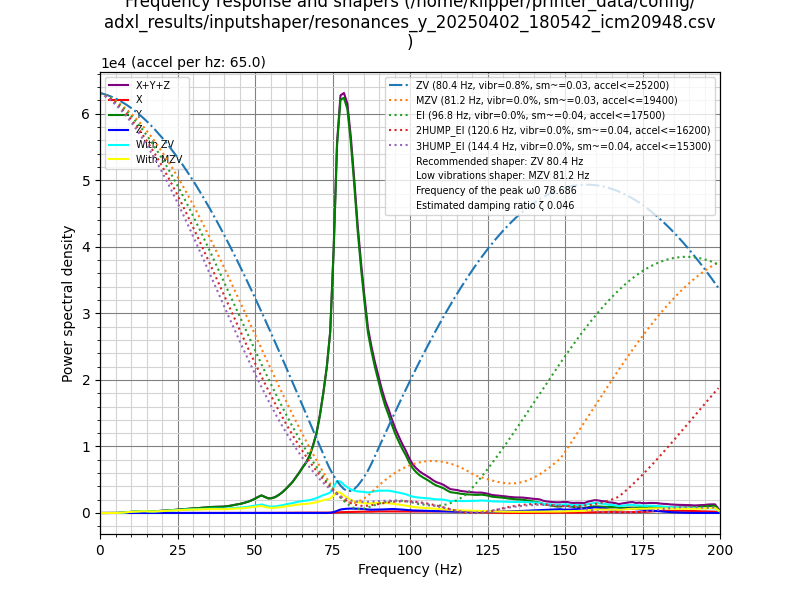 Frequency response and shapers (/home/klipper/printer_data/config/
adxl_results/inputshaper/resonances_y_20250402_180542_icm20948.csv
)
1e4 (accel per hz: 65.0)
X+Y+Z
X
Y
Z
With ZV
With MZV
ZV (80.4 Hz, vibr=0.8%, sm~=0.03, accel<=25200)
MZV (81.2 Hz, vibr=0.0%, sm~=0.03, accel<=19400)
EI (96.8 Hz, vibr=0.0%, sm~=0.04, accel<=17500)
2HUMP_EI (120.6 Hz, vibr=0.0%, sm~=0.04, accel<=16200)
3HUMP_EI (144.4 Hz, vibr=0.0%, sm~=0.04, accel<=15300)
Recommended shaper: ZV 80.4 Hz
Low vibrations shaper: MZV 81.2 Hz
Frequency of the peak ω0 78.686
Estimated damping ratio ζ 0.046
Power spectral density
6
5
4
3
2
1
0
0 25 50 75 100 125 150 175 200
Frequency (Hz)